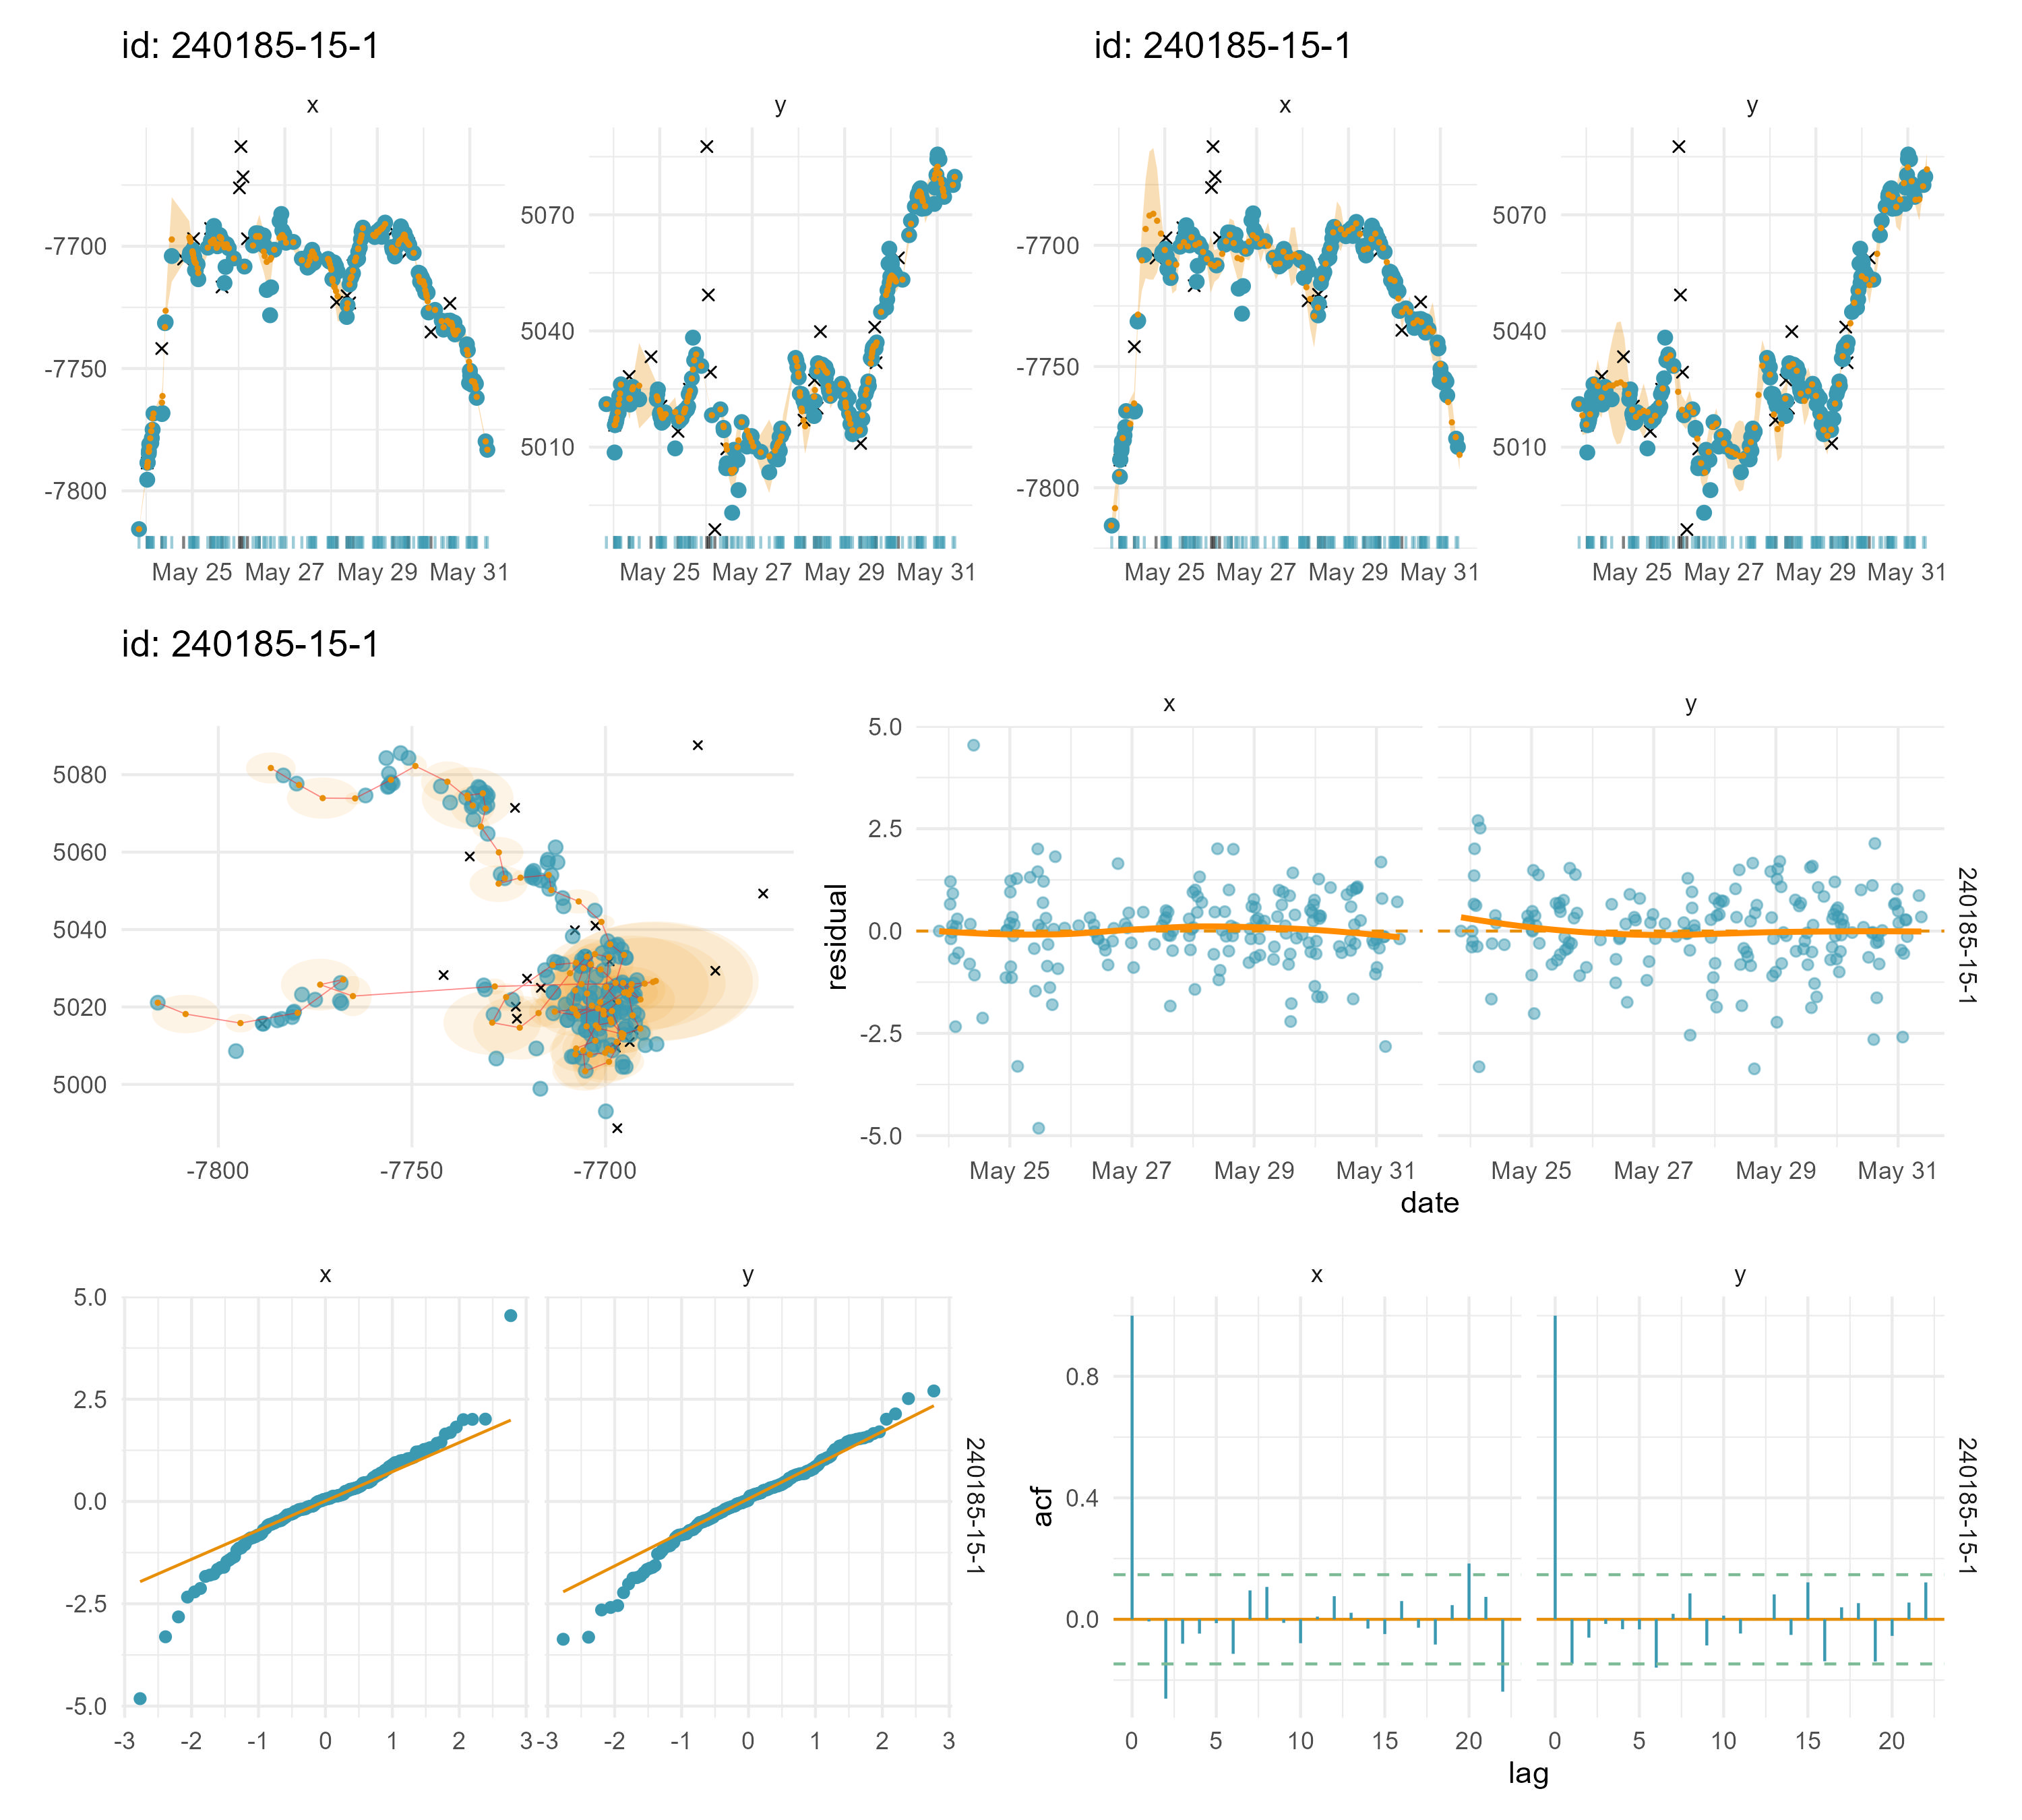 id: 240185-15-1
id: 240185-15-1
x
y
x
y
-7700
-7750
-7800
5070
5040
5010
-7700
-7750
-7800
5070
5040
5010
May 25 May 27 May 29 May 31
May 25 May 27 May 29 May 31
May 25 May 27 May 29 May 31
May 25 May 27 May 29 May 31
id: 240185-15-1
5080
5060
5040
5020
5000
-7800 -7750 -7700
x
y
residual
5.0
2.5
0.0
-2.5
-5.0
240185-15-1
May 25 May 27 May 29 May 31
May 25 May 27 May 29 May 31
date
x
y
5.0
2.5
0.0
-2.5
-5.0
240185-15-1
-3 -2 -1 0 1 2 3
-3 -2 -1 0 1 2 3
x
y
acf
0.8
0.4
0.0
240185-15-1
0 5 10 15 20
0 5 10 15 20
lag